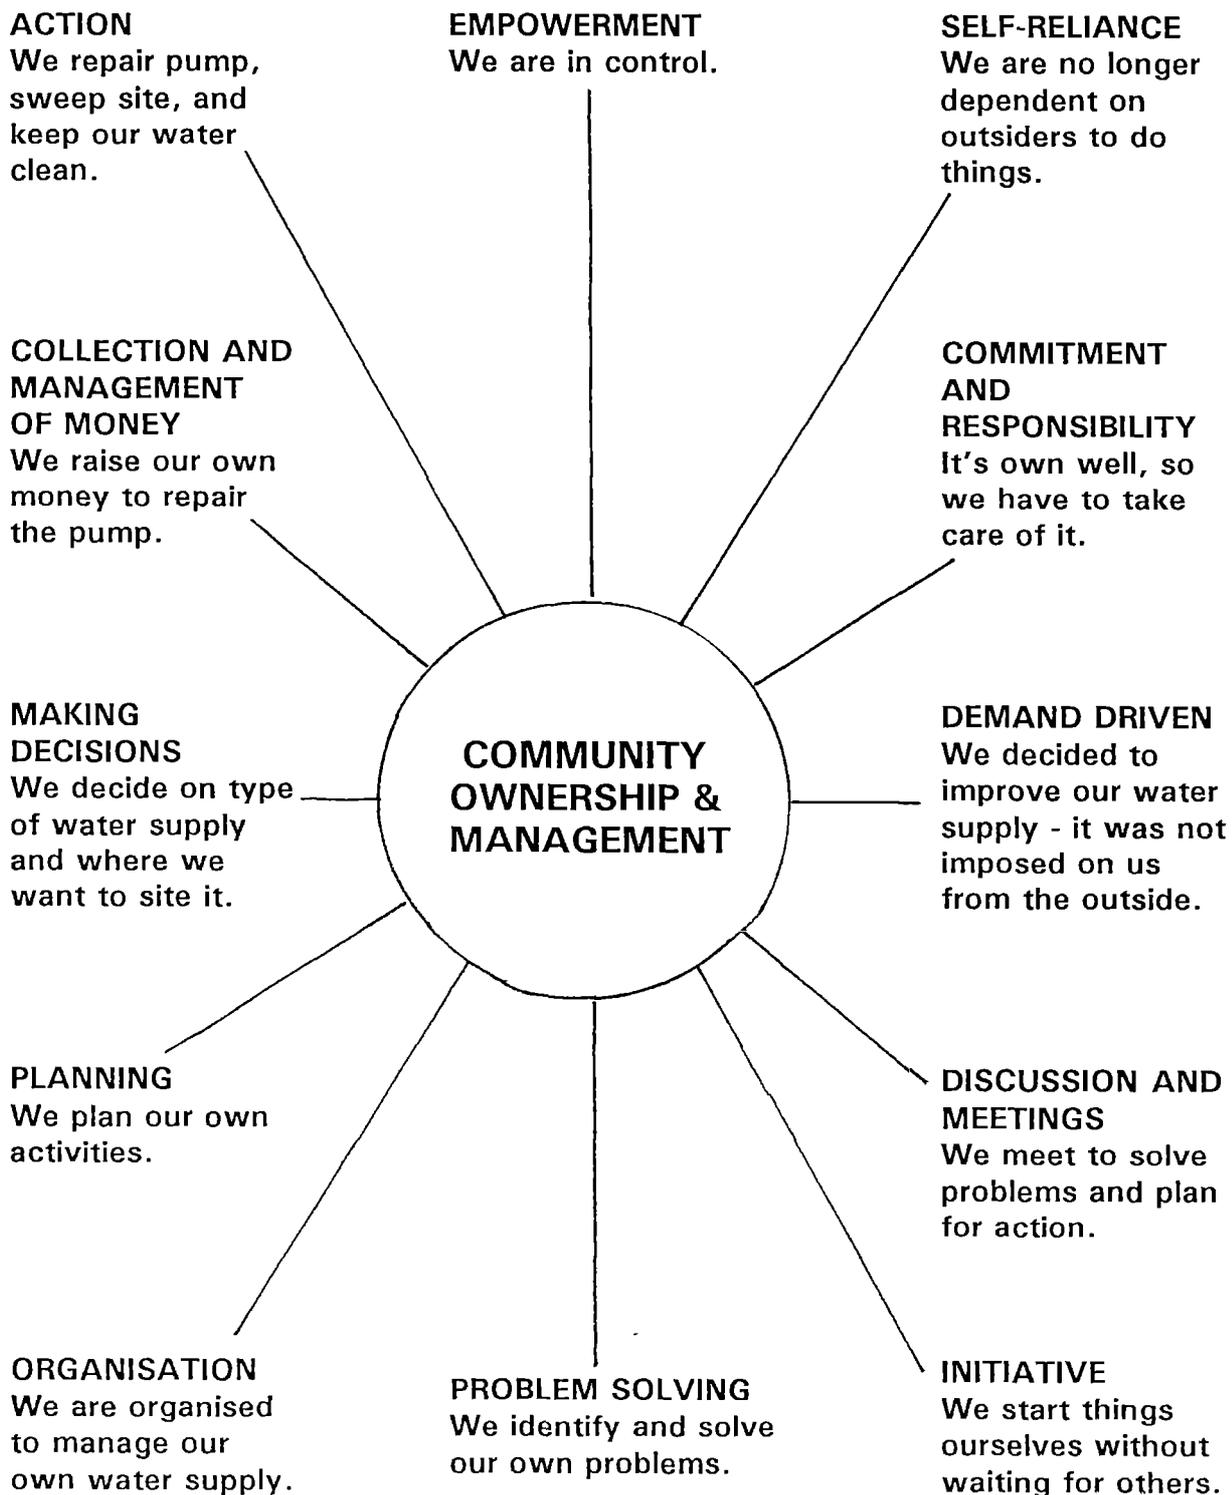 ACTION
We repair pump,
sweep site, and
keep our water
clean.
EMPOWERMENT
We are in control.
SELF-RELIANCE
We are no longer
dependent on
outsiders to do
things.
COLLECTION AND
MANAGEMENT
OF MONEY
We raise our own
money to repair
the pump.
COMMITMENT
AND
RESPONSIBILITY
It's own well, so
we have to take
care of it.
MAKING
DECISIONS
We decide on type
of water supply
and where we
want to site it.
COMMUNITY
OWNERSHIP &
MANAGEMENT
DEMAND DRIVEN
We decided to
improve our water
supply - it was not
imposed on us
from the outside.
PLANNING
We plan our own
activities.
DISCUSSION AND
MEETINGS
We meet to solve
problems and plan
for action.
ORGANISATION
We are organised
to manage our
own water supply.
PROBLEM SOLVING
We identify and solve
our own problems.
INITIATIVE
We start things
ourselves without
waiting for others.